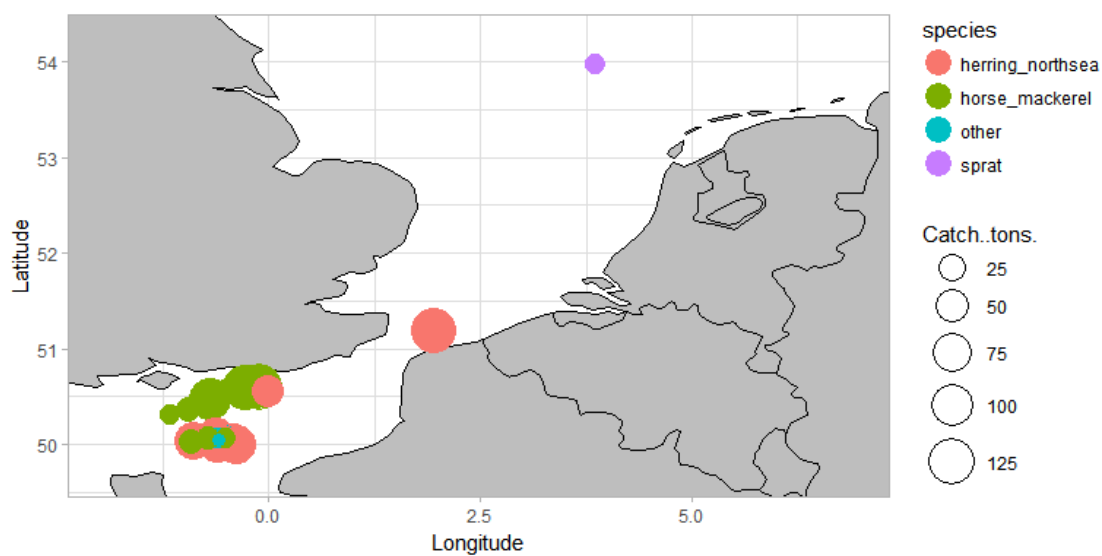 species
herring_northsea
horse_mackerel
other
sprat
Catch..tons.
25
50
75
100
125
Latitude
54
53
52
51
50
0.0 2.5 5.0
Longitude